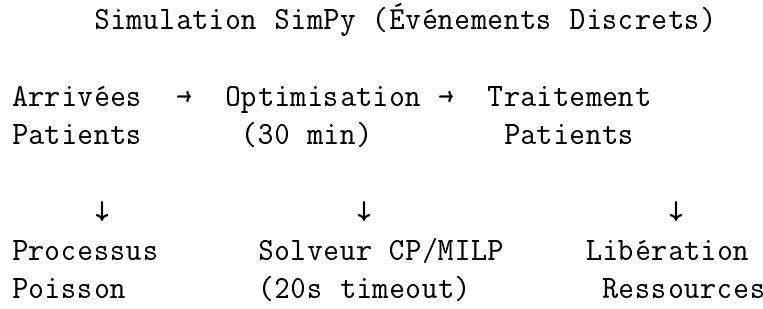 Simulation SimPy (Événements Discrets)
Arrivées → Optimisation → Traitement
Patients (30 min) Patients
↓ ↓ ↓
Processus Solveur CP/MILP Libération
Poisson (20s timeout) Ressources